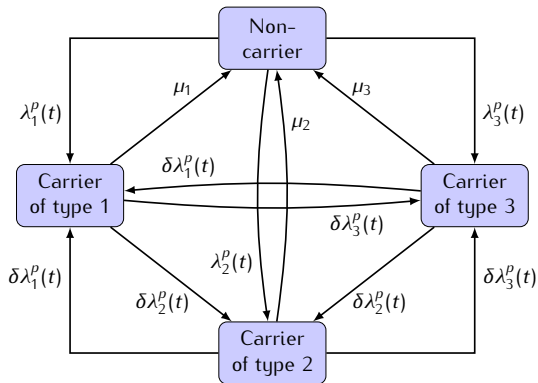 Non-
carrier
λ₁ᵖ(t)
μ₁
μ₂
μ₃
λ₃ᵖ(t)
Carrier
of type 1
δλ₁ᵖ(t)
Carrier
of type 3
δλ₃ᵖ(t)
λ₂ᵖ(t)
δλ₁ᵖ(t)
δλ₂ᵖ(t)
δλ₂ᵖ(t)
δλ₃ᵖ(t)
Carrier
of type 2